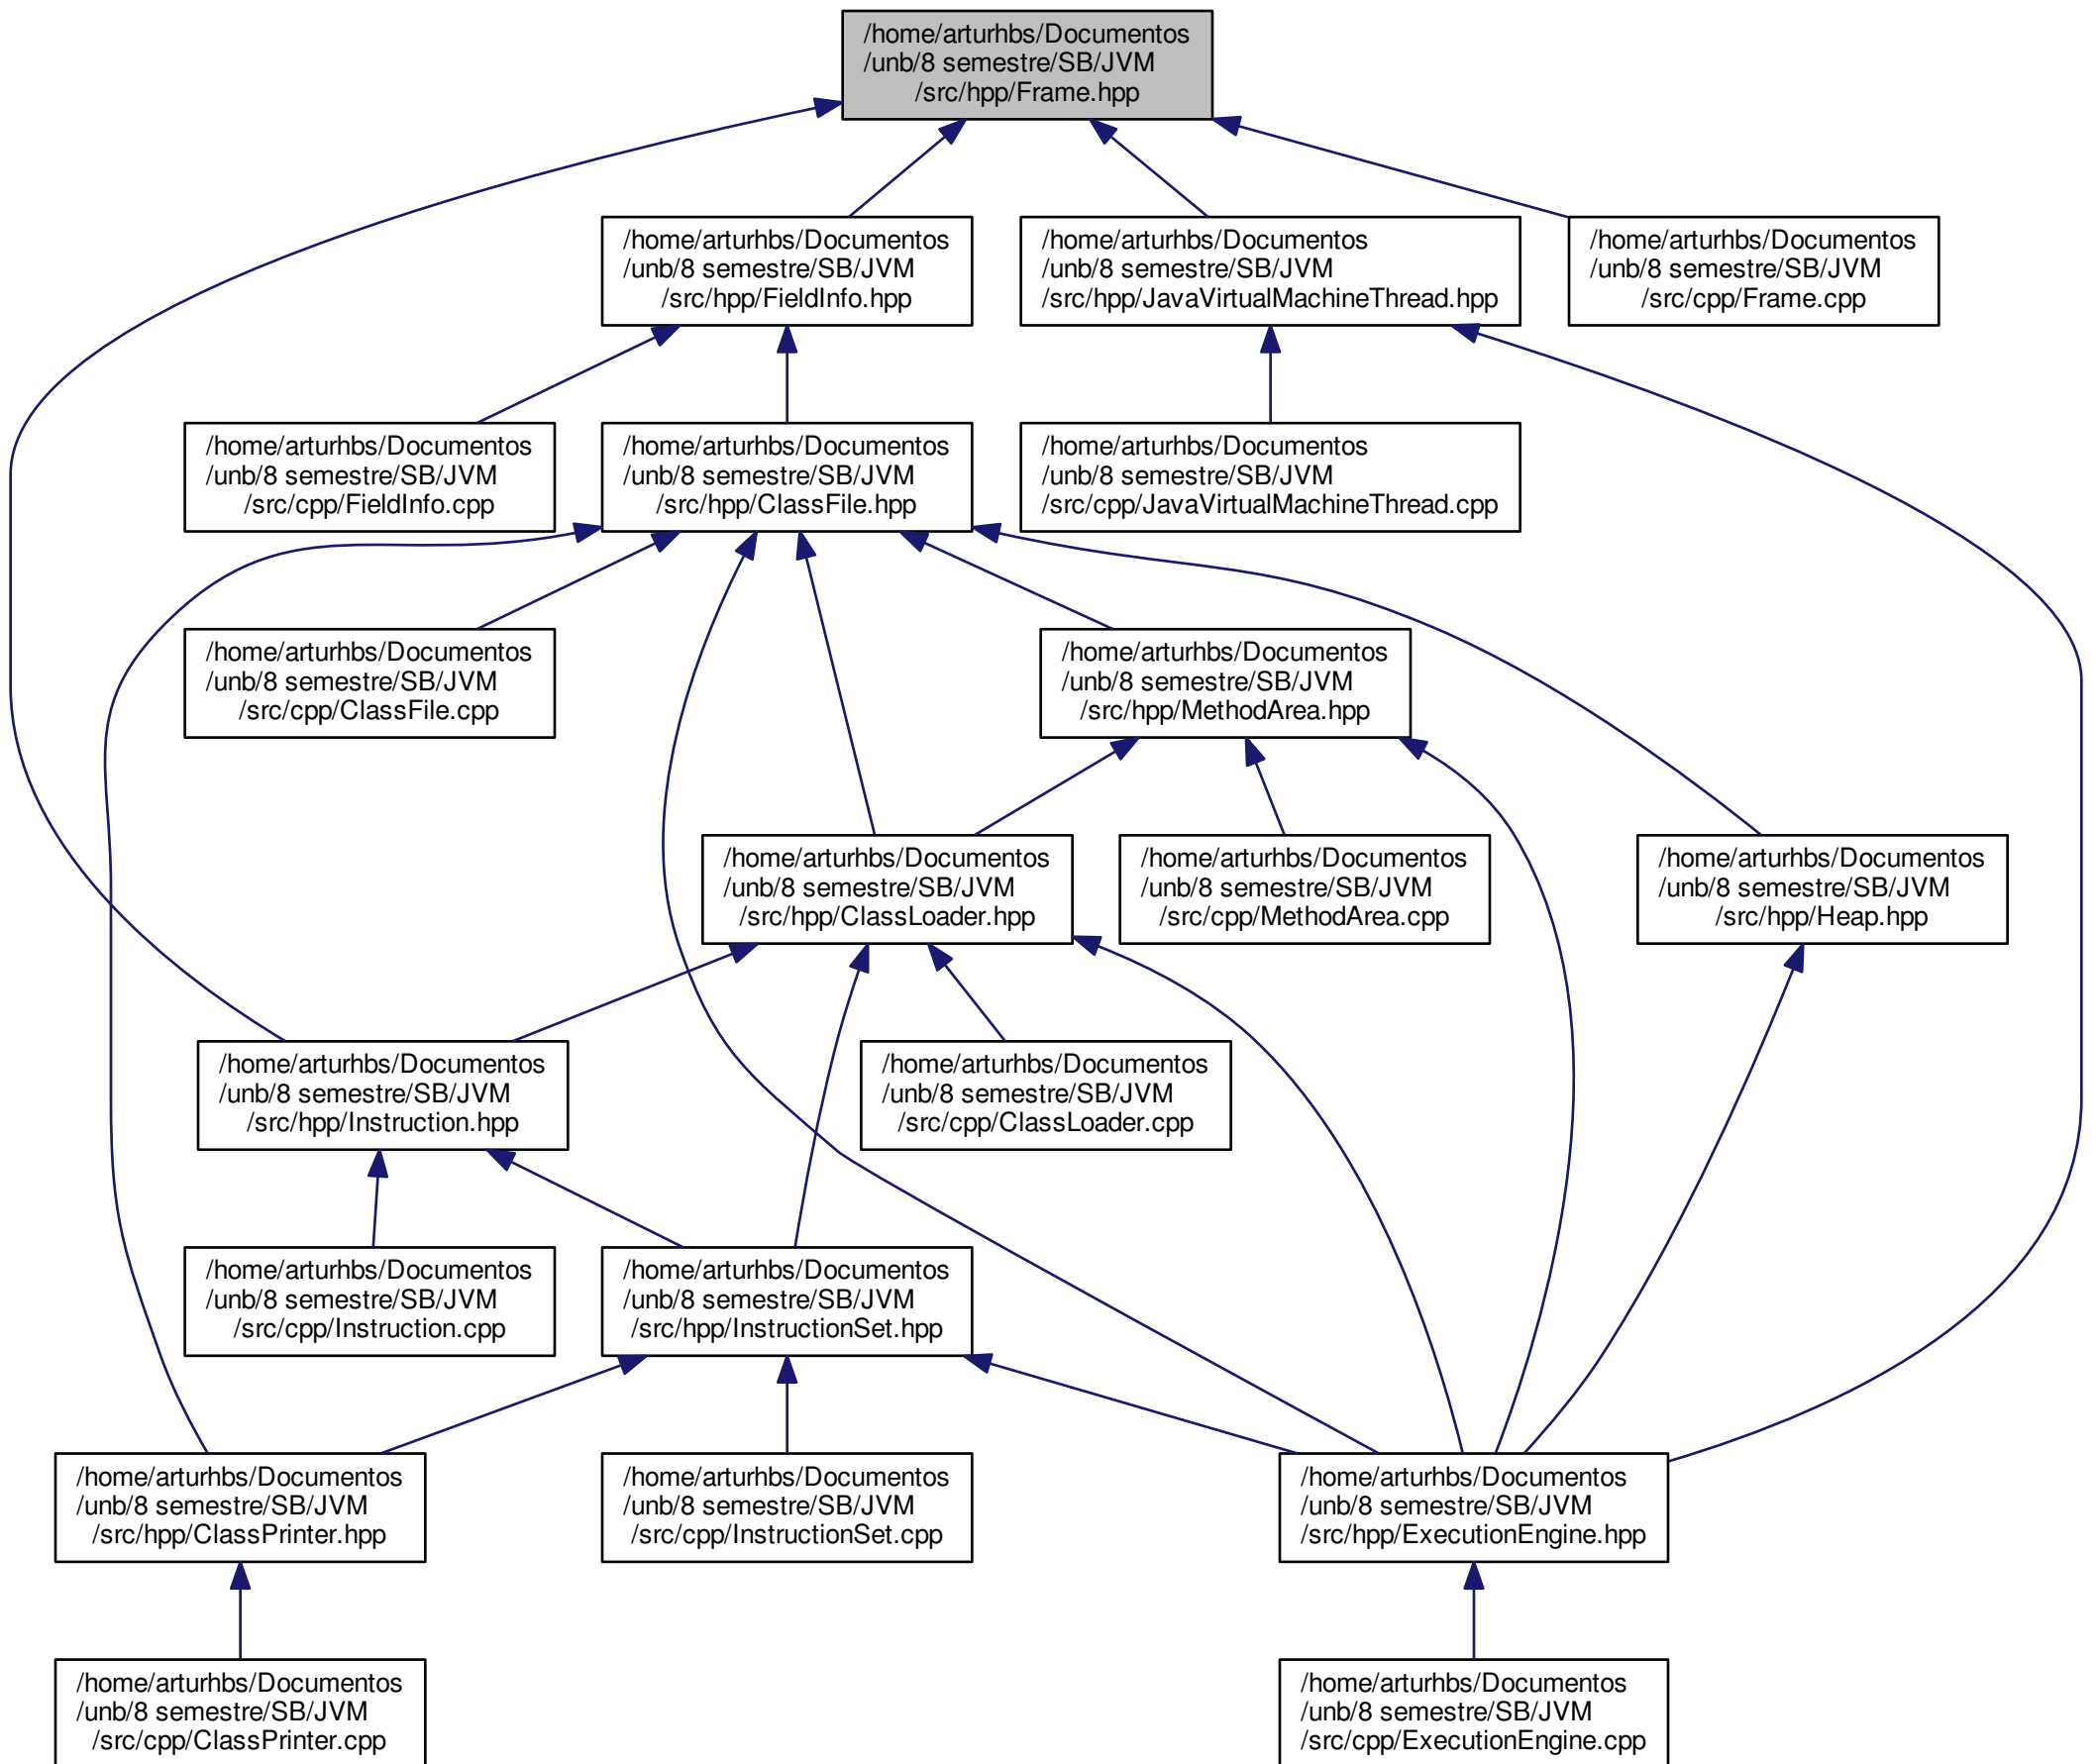 /home/arturhbs/Documentos
/unb/8 semestre/SB/JVM
/src/hpp/Frame.hpp
/home/arturhbs/Documentos
/unb/8 semestre/SB/JVM
/src/hpp/FieldInfo.hpp
/home/arturhbs/Documentos
/unb/8 semestre/SB/JVM
/src/hpp/JavaVirtualMachineThread.hpp
/home/arturhbs/Documentos
/unb/8 semestre/SB/JVM
/src/cpp/Frame.cpp
/home/arturhbs/Documentos
/unb/8 semestre/SB/JVM
/src/cpp/FieldInfo.cpp
/home/arturhbs/Documentos
/unb/8 semestre/SB/JVM
/src/hpp/ClassFile.hpp
/home/arturhbs/Documentos
/unb/8 semestre/SB/JVM
/src/cpp/JavaVirtualMachineThread.cpp
/home/arturhbs/Documentos
/unb/8 semestre/SB/JVM
/src/cpp/ClassFile.cpp
/home/arturhbs/Documentos
/unb/8 semestre/SB/JVM
/src/hpp/MethodArea.hpp
/home/arturhbs/Documentos
/unb/8 semestre/SB/JVM
/src/hpp/ClassLoader.hpp
/home/arturhbs/Documentos
/unb/8 semestre/SB/JVM
/src/cpp/MethodArea.cpp
/home/arturhbs/Documentos
/unb/8 semestre/SB/JVM
/src/hpp/Heap.hpp
/home/arturhbs/Documentos
/unb/8 semestre/SB/JVM
/src/hpp/Instruction.hpp
/home/arturhbs/Documentos
/unb/8 semestre/SB/JVM
/src/cpp/ClassLoader.cpp
/home/arturhbs/Documentos
/unb/8 semestre/SB/JVM
/src/cpp/Instruction.cpp
/home/arturhbs/Documentos
/unb/8 semestre/SB/JVM
/src/hpp/InstructionSet.hpp
/home/arturhbs/Documentos
/unb/8 semestre/SB/JVM
/src/hpp/ClassPrinter.hpp
/home/arturhbs/Documentos
/unb/8 semestre/SB/JVM
/src/cpp/InstructionSet.cpp
/home/arturhbs/Documentos
/unb/8 semestre/SB/JVM
/src/hpp/ExecutionEngine.hpp
/home/arturhbs/Documentos
/unb/8 semestre/SB/JVM
/src/cpp/ClassPrinter.cpp
/home/arturhbs/Documentos
/unb/8 semestre/SB/JVM
/src/cpp/ExecutionEngine.cpp